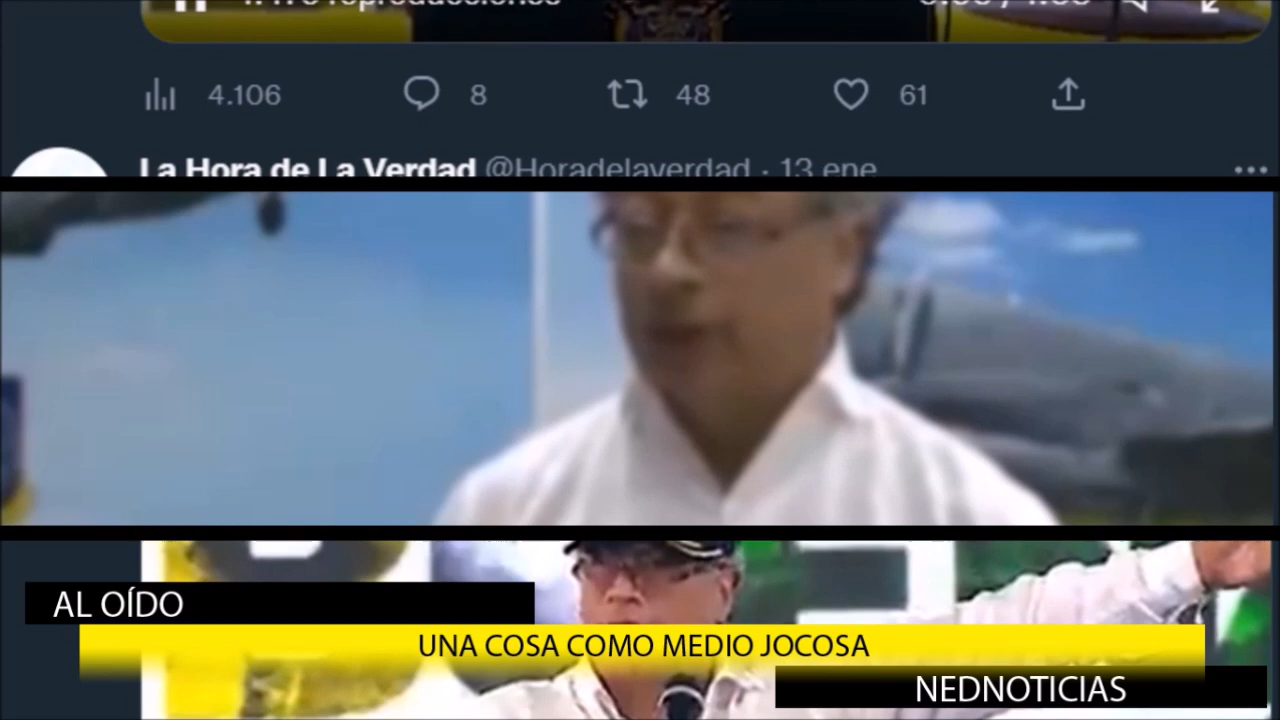 4.106 8 48 61
La Hora de La Verdad @Horadelaverdad · 13 ene
AL OÍDO
UNA COSA COMO MEDIO JOCOSA
NEDNOTICIAS